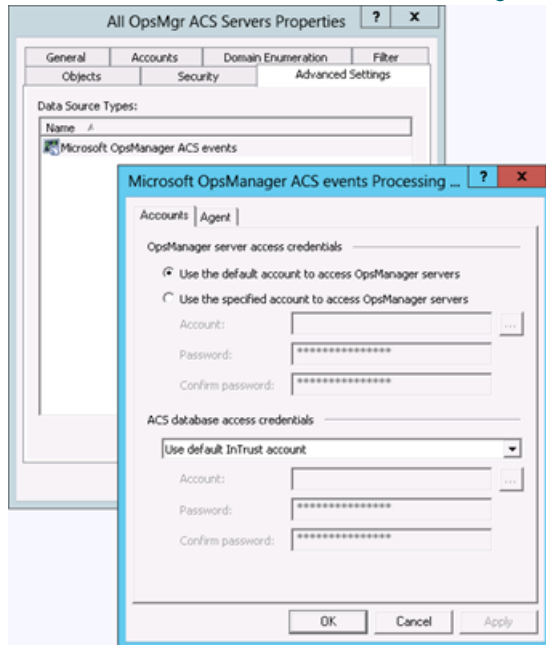 All OpsMgr ACS Servers Properties
? x
General Accounts Domain Enumeration Filter
Objects Security Advanced Settings
Data Source Types:
Name
Microsoft OpsManager ACS events
Microsoft OpsManager ACS events Processing ...
? x
Accounts Agent
OpsManager server access credentials
Use the default account to access OpsManager servers
Use the specified account to access OpsManager servers
Account:
...
Password:
***************
Confirm password:
***************
ACS database access credentials
Use default InTrust account
Account:
...
Password:
***************
Confirm password:
***************
OK Cancel Apply